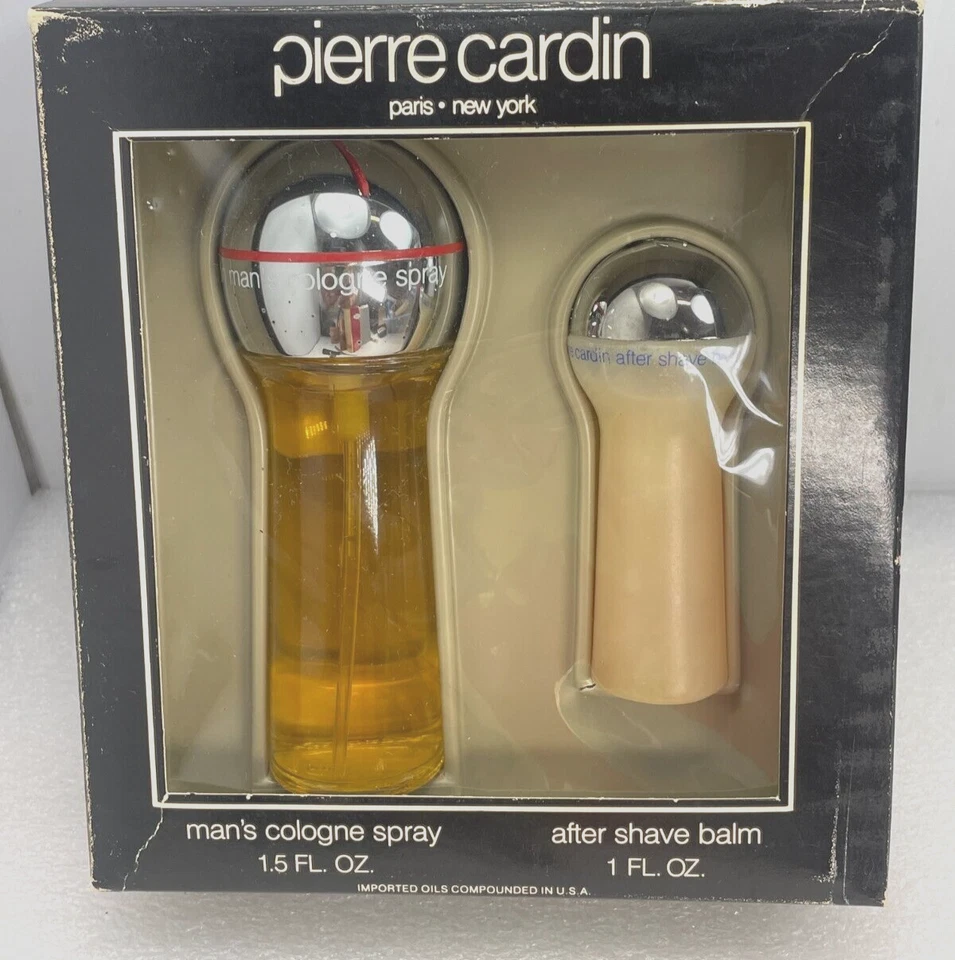 pierre cardin
paris • new york
man's cologne spray
cardin after shave
man's cologne spray
1.5 FL. OZ.
after shave balm
1 FL. OZ.
IMPORTED OILS COMPOUNDED IN U.S.A.